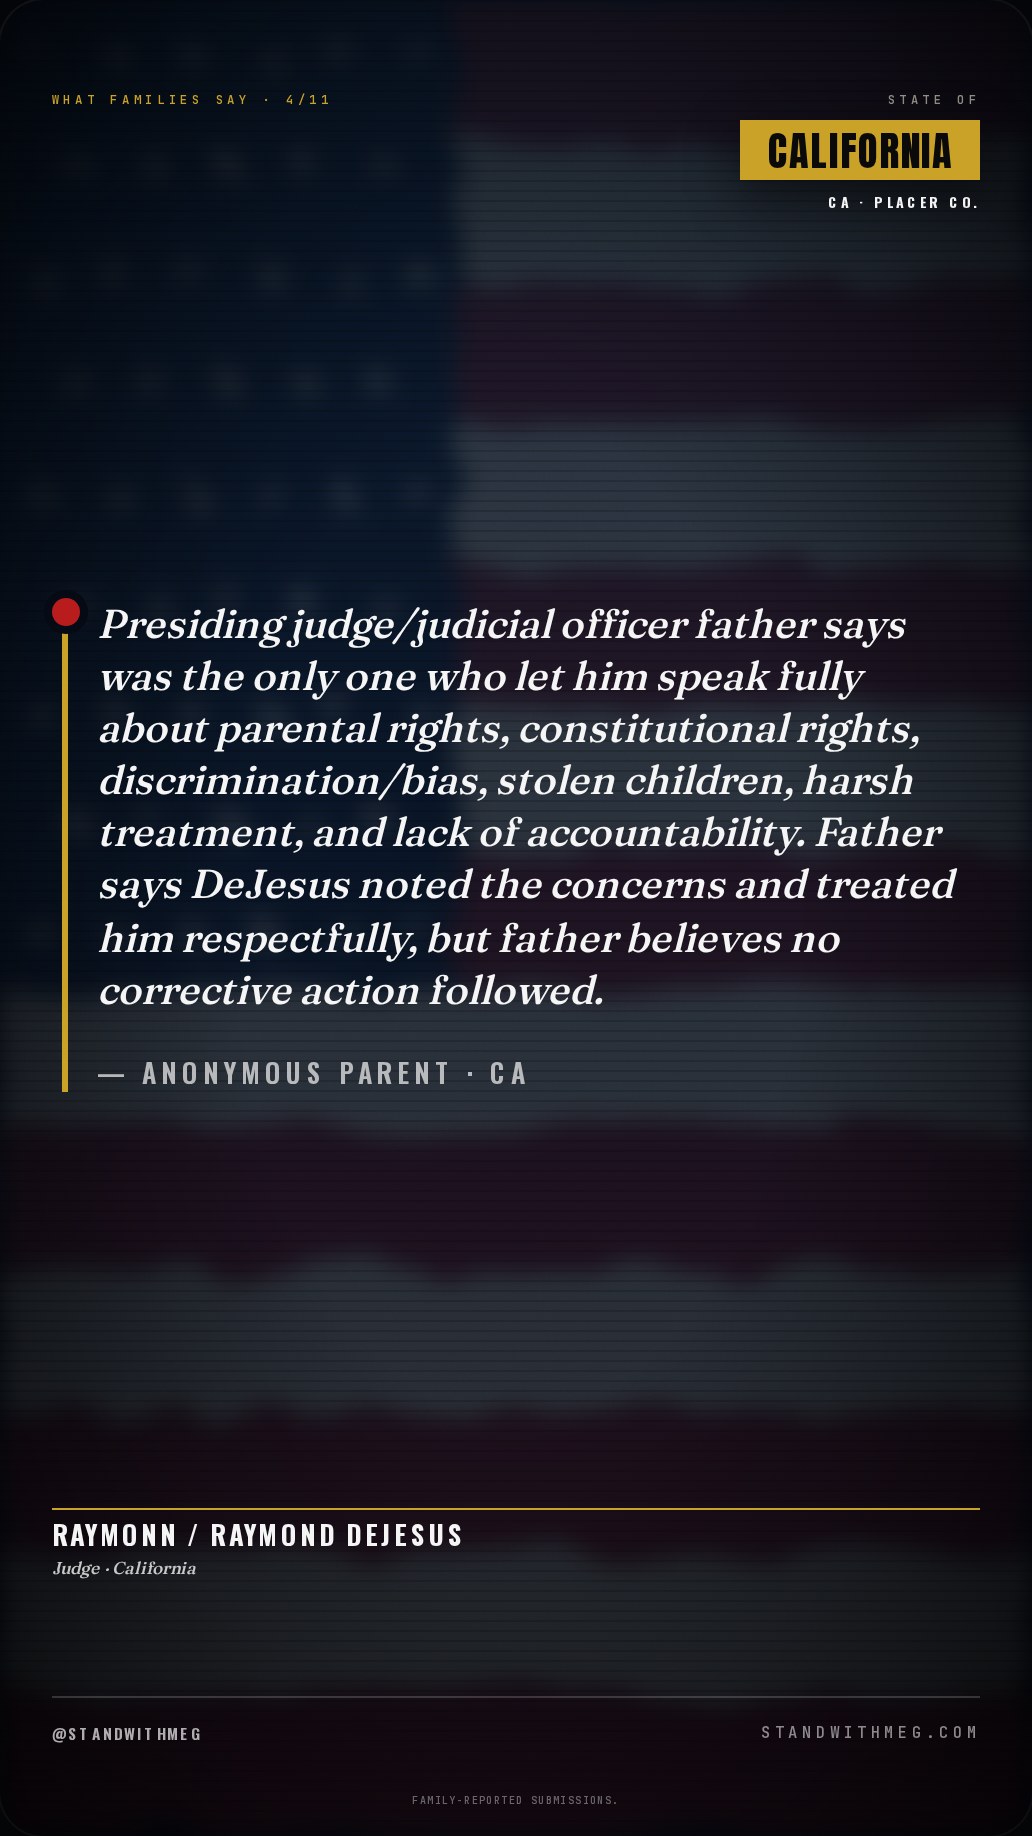 WHAT FAMILIES SAY · 4/11
STATE OF
CALIFORNIA
CA · PLACER CO.
Presiding judge/judicial officer father says
was the only one who let him speak fully
about parental rights, constitutional rights,
discrimination/bias, stolen children, harsh
treatment, and lack of accountability. Father
says DeJesus noted the concerns and treated
him respectfully, but father believes no
corrective action followed.
— ANONYMOUS PARENT · CA
RAYMONN / RAYMOND DEJESUS
Judge · California
@STANDWITHMEG
STANDWITHMEG.COM
FAMILY-REPORTED SUBMISSIONS.